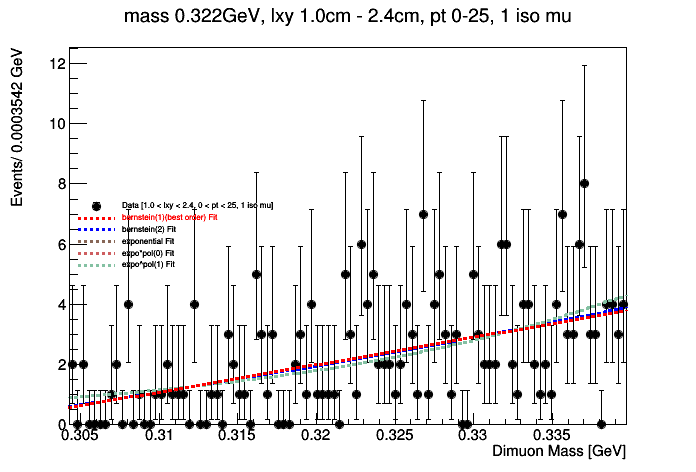 mass 0.322GeV, lxy 1.0cm - 2.4cm, pt 0-25, 1 iso mu
Events/ 0.0003542 GeV
12
10
8
6
4
2
0
Data [1.0 < lxy < 2.4, 0 < pt < 25, 1 iso mu]
bernstein(1)(best order) Fit
bernstein(2) Fit
exponential Fit
expo*pol(0) Fit
expo*pol(1) Fit
0.305 0.31 0.315 0.32 0.325 0.33 0.335
Dimuon Mass [GeV]